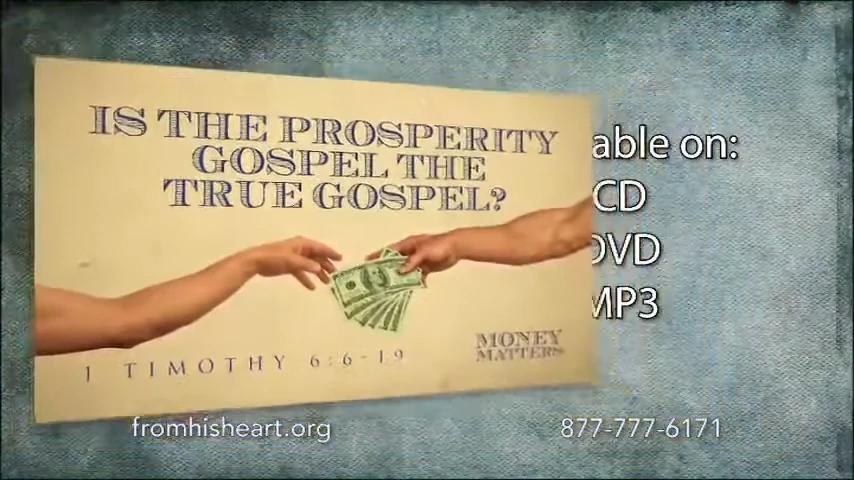 IS THE PROSPERITY
GOSPEL THE
TRUE GOSPEL?
1 TIMOTHY 6:6-19
MONEY
MATTERS
able on:
CD
DVD
MP3
fromhisheart.org
877-777-6171